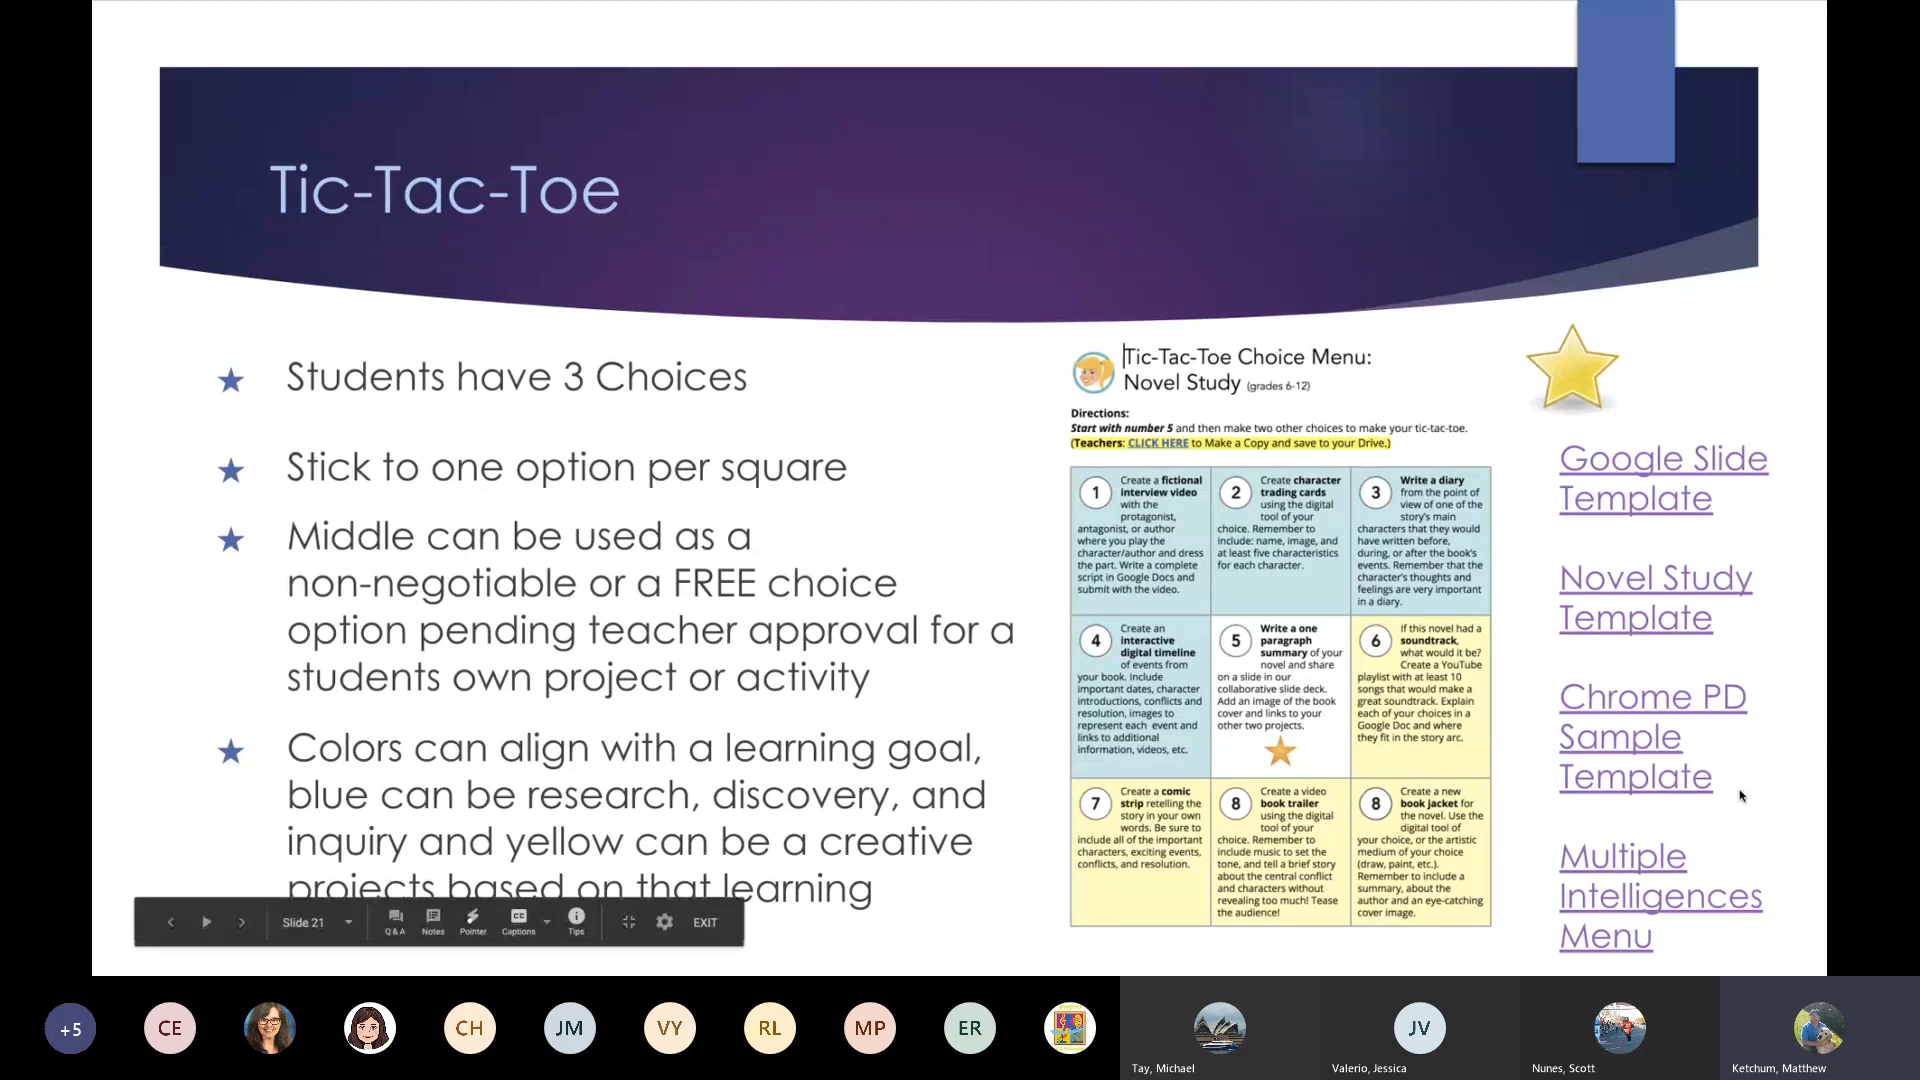 Tic-Tac-Toe
Students have 3 Choices
Stick to one option per square
Middle can be used as a
non-negotiable or a FREE choice
option pending teacher approval for a
students own project or activity
Colors can align with a learning goal,
blue can be research, discovery, and
inquiry and yellow can be a creative
projects based on that learning
Tic-Tac-Toe Choice Menu:
Novel Study (grades 6-12)
Directions:
Start with number 5 and then make two other choices to make your tic-tac-toe.
(Teachers: CLICK HERE to Make a Copy and save to your Drive.)
1
Create a fictional
interview video
with the
protagonist,
antagonist, or author
where you play the
character/author and dress
the part. Write a complete
script in Google Docs and
submit with the video.
2
Create character
trading cards
using the digital
tool of your
choice. Remember to
include: name, image, and
at least five characteristics
for each character.
3
Write a diary
from the point of
view of one of the
story's main
characters that they would
have written before,
during, or after the book's
events. Remember that the
character's thoughts and
feelings are very important
in a diary.
4
Create an
interactive
digital timeline
of events from
your book. Include
important dates, character
introductions, conflicts and
resolution, images to
represent each event and
links to additional
information, videos, etc.
5
Write a one
paragraph
summary of your
novel and share
on a slide in our
collaborative slide deck.
Add an image of the book
cover and links to your
other two projects.
6
If this novel had a
soundtrack,
what would it be?
Create a YouTube
playlist with at least 10
songs that would make a
great soundtrack. Explain
each of your choices in a
Google Doc and where
they fit in the story arc.
7
Create a comic
strip retelling the
story in your own
words. Be sure to
include all of the important
characters, exciting events,
conflicts, and resolution.
8
Create a video
book trailer
using the digital
tool of your
choice. Remember to
include music to set the
tone, and tell a brief story
about the central conflict
and characters without
revealing too much! Tease
the audience!
8
Create a new
book jacket for
the novel. Use the
digital tool of
your choice, or the artistic
medium of your choice
(draw, paint, etc.).
Remember to include a
summary, about the
author and an eye-catching
cover image.
Google Slide
Template
Novel Study
Template
Chrome PD
Sample
Template
Multiple
Intelligences
Menu
Slide 21
Q & A
Notes
Pointer
CC
Captions
Tips
EXIT
+5
CE
CH
JM
VY
RL
MP
ER
JV
Tay, Michael
Valerio, Jessica
Nunes, Scott
Ketchum, Matthew